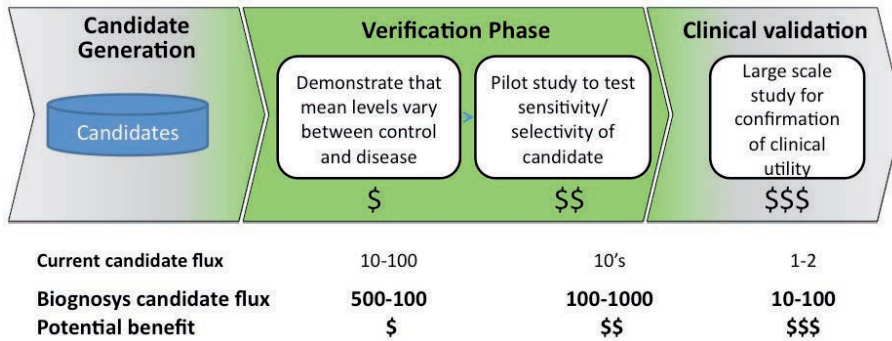 Candidate
Generation
Verification Phase
Clinical validation
Candidates
Demonstrate that
mean levels vary
between control
and disease
Pilot study to test
sensitivity/
selectivity of
candidate
Large scale
study for
confirmation
of clinical
utility
$ $$ $$$
Current candidate flux 10-100 10's 1-2
Biognosys candidate flux 500-100 100-1000 10-100
Potential benefit $ $$ $$$